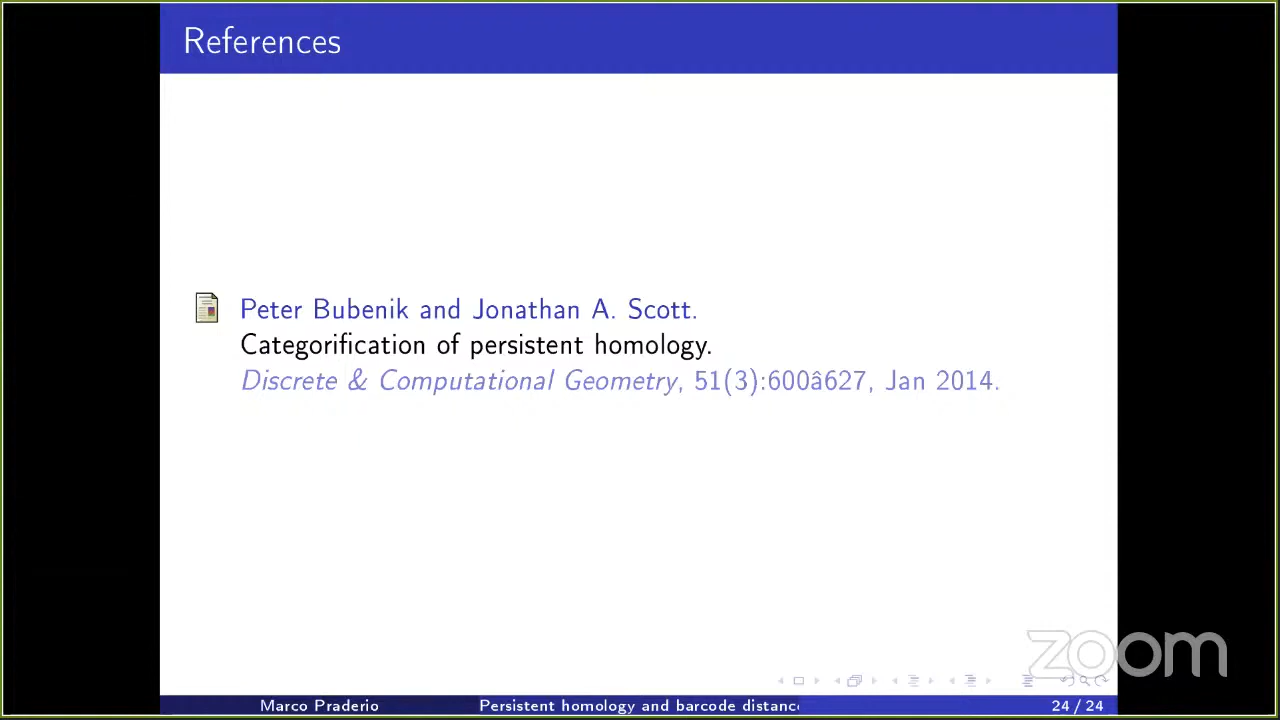 References
Peter Bubenik and Jonathan A. Scott.
Categorification of persistent homology.
Discrete & Computational Geometry, 51(3):600â627, Jan 2014.
zoom
Marco Praderio Persistent homology and barcode distance 24 / 24